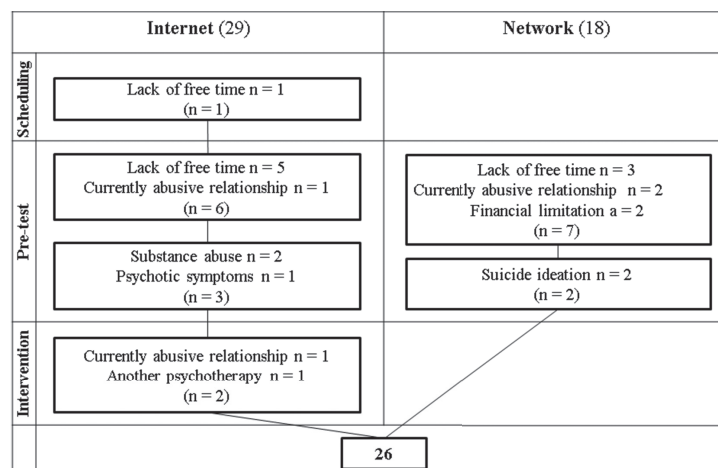 Internet (29)
Network (18)
Scheduling
Lack of free time n = 1
(n = 1)
Pre-test
Lack of free time n = 5
Currently abusive relationship n = 1
(n = 6)
Lack of free time n = 3
Currently abusive relationship n = 2
Financial limitation a = 2
(n = 7)
Substance abuse n = 2
Psychotic symptoms n = 1
(n = 3)
Suicide ideation n = 2
(n = 2)
Intervention
Currently abusive relationship n = 1
Another psychotherapy n = 1
(n = 2)
26